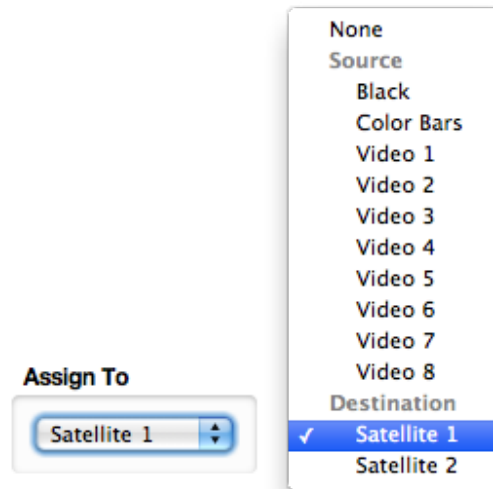 None
Source
Black
Color Bars
Video 1
Video 2
Video 3
Video 4
Video 5
Video 6
Video 7
Video 8
Destination
✓ Satellite 1
Satellite 2
Assign To
Satellite 1